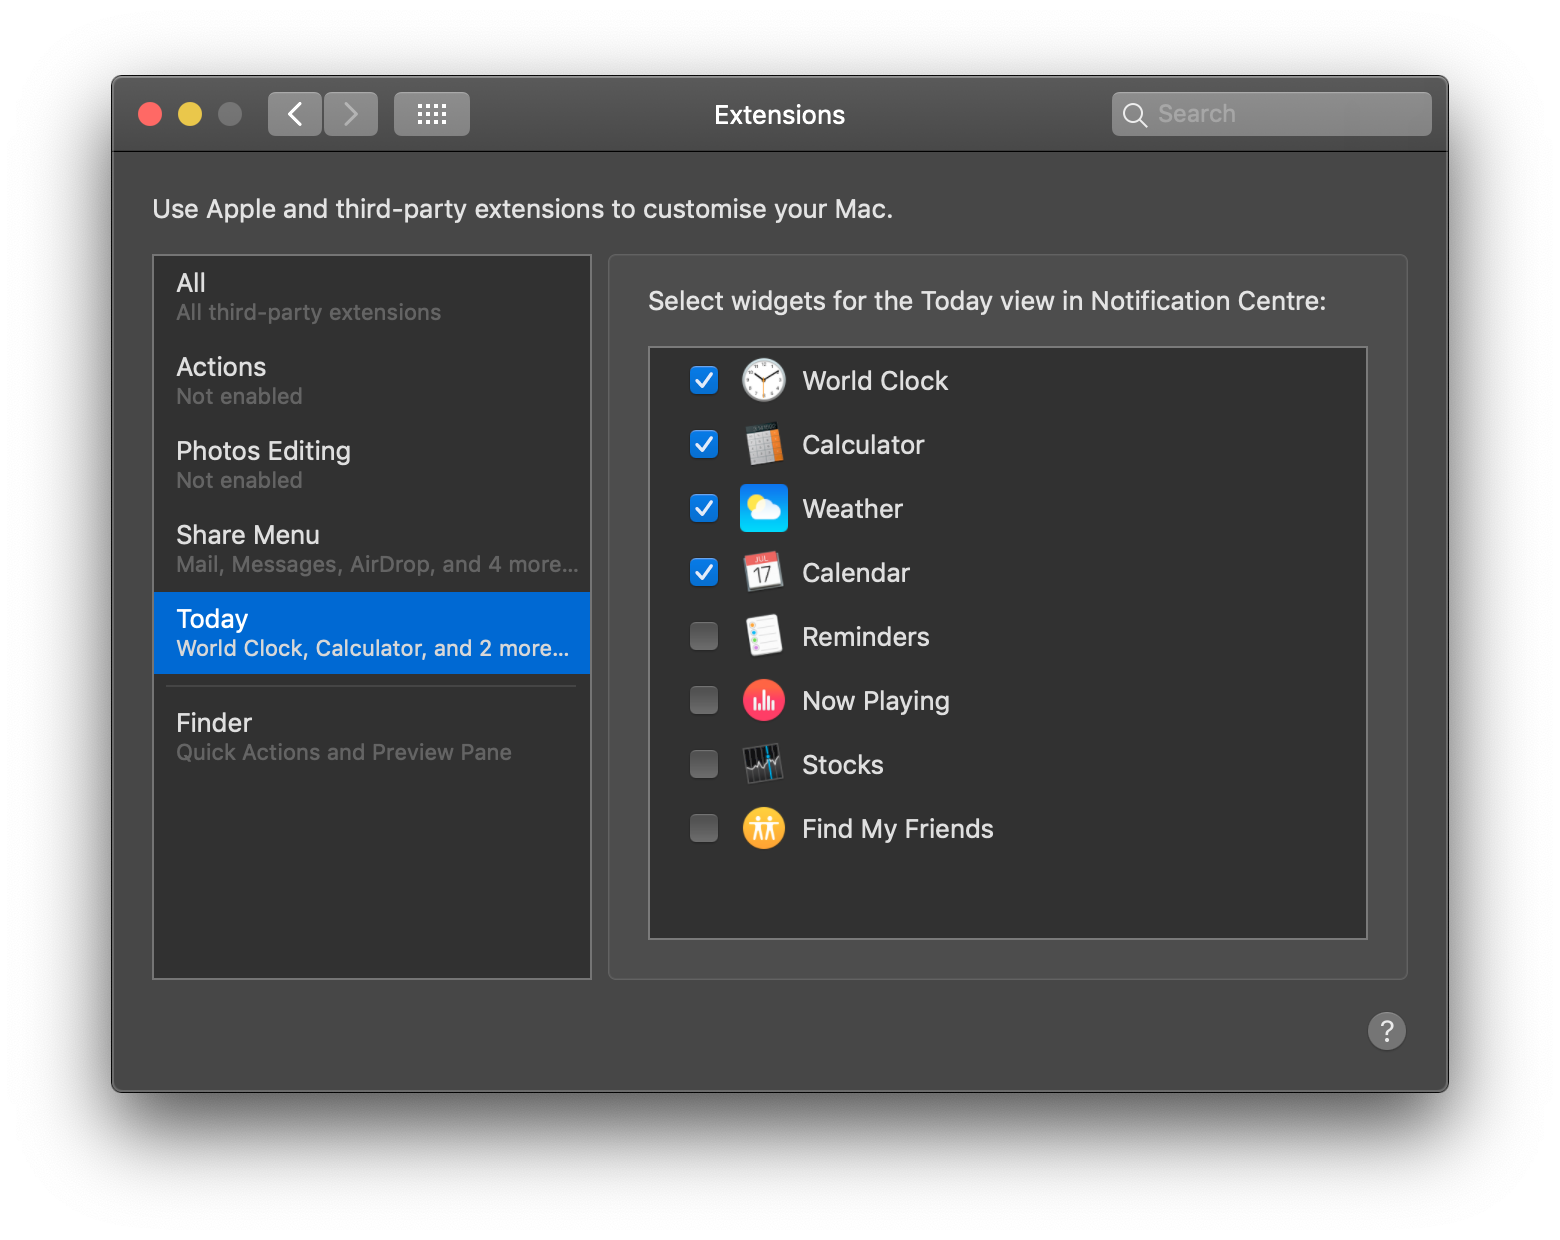 Extensions
Search
Use Apple and third-party extensions to customise your Mac.
All
All third-party extensions
Actions
Not enabled
Photos Editing
Not enabled
Share Menu
Mail, Messages, AirDrop, and 4 more...
Today
World Clock, Calculator, and 2 more...
Finder
Quick Actions and Preview Pane
Select widgets for the Today view in Notification Centre:
World Clock
Calculator
Weather
JUL
17
Calendar
Reminders
Now Playing
Stocks
Find My Friends
?